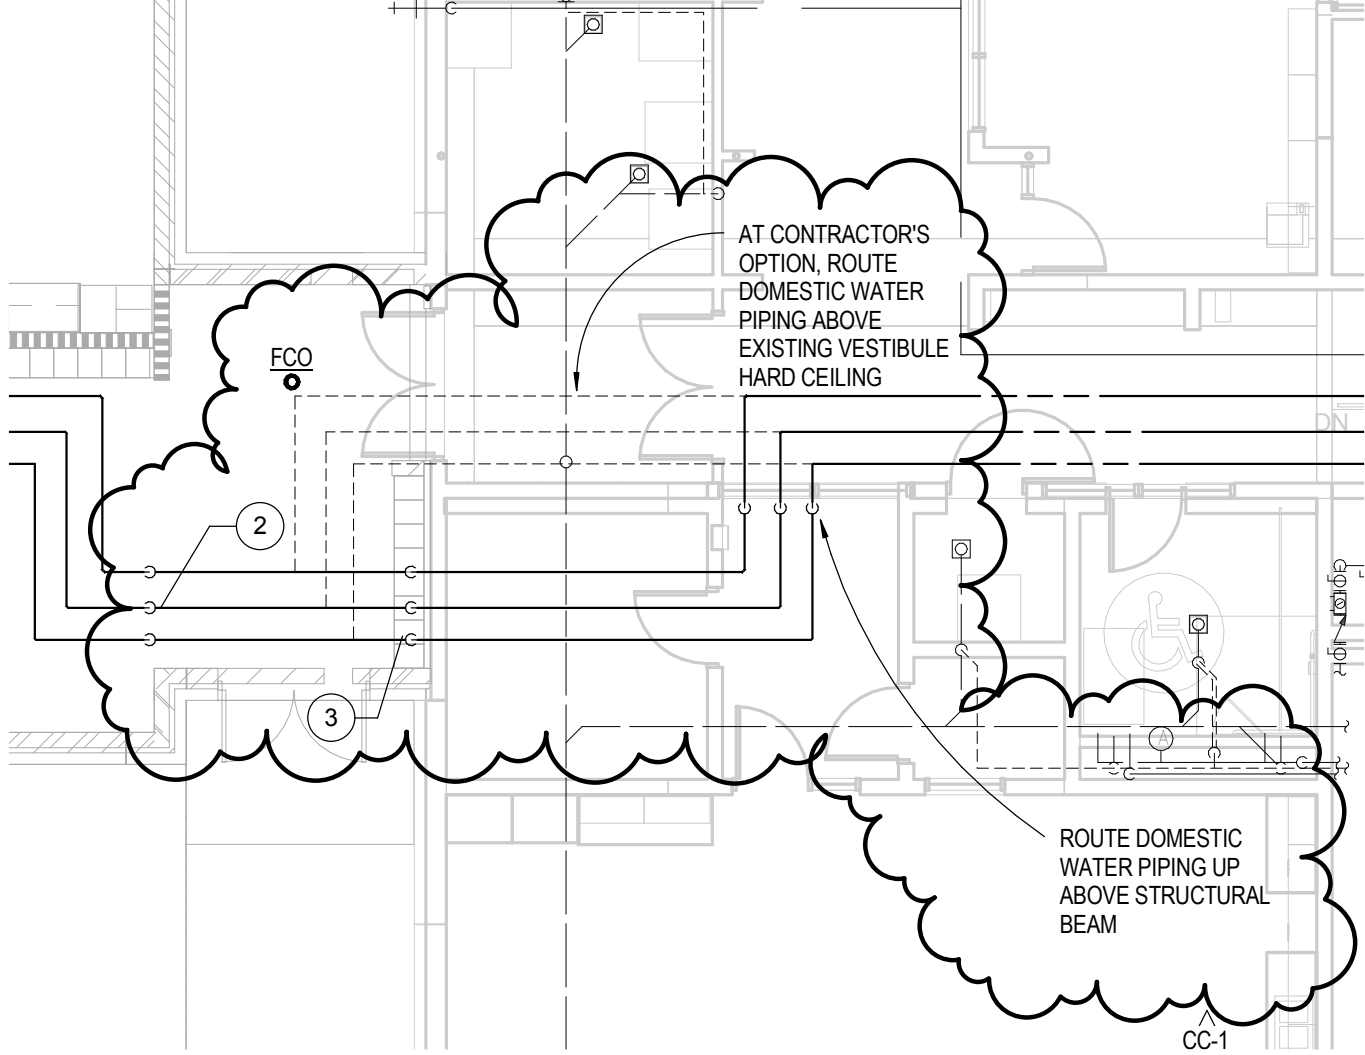 AT CONTRACTOR'S
OPTION, ROUTE
DOMESTIC WATER
PIPING ABOVE
EXISTING VESTIBULE
HARD CEILING
FCO
DN
2
3
A
ROUTE DOMESTIC
WATER PIPING UP
ABOVE STRUCTURAL
BEAM
CC-1